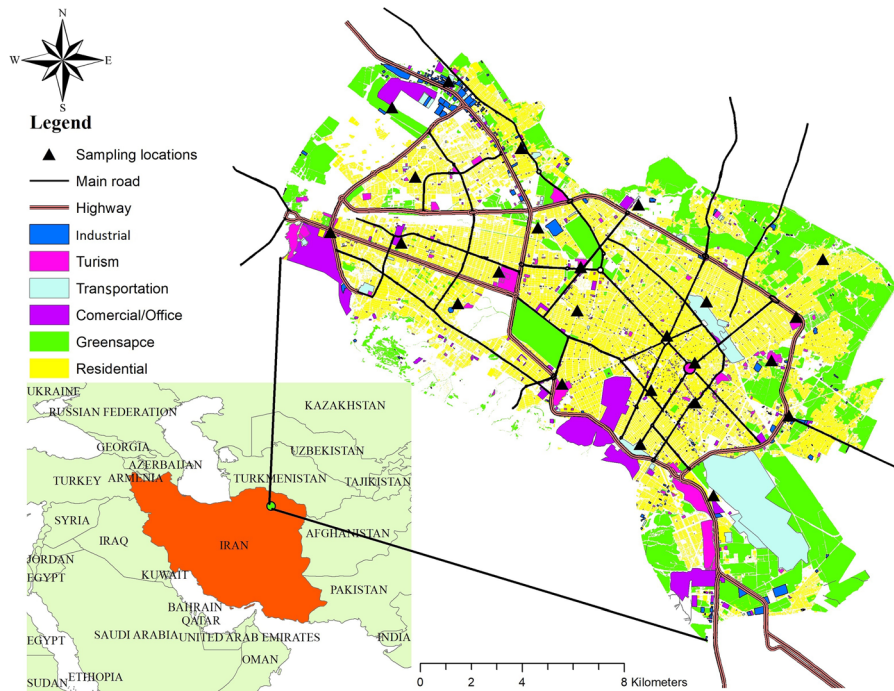 N
W
E
S
Legend
Sampling locations
Main road
Highway
Industrial
Turism
Transportation
Comercial/Office
Greensapce
Residential
UKRAINE
RUSSIAN FEDERATION
KAZAKHSTAN
GEORGIA
AZERBAIJAN
UZBEKISTAN
TURKEY
ARMENIA
TURKMENISTAN
TAJIKISTAN
SYRIA
IRAQ
IRAN
AFGHANISTAN
JORDAN
EGYPT
KUWAIT
PAKISTAN
BAHRAIN
QATAR
EGYPT
SAUDI ARABIA
UNITED ARAB EMIRATES
INDIA
OMAN
SUDAN
ETHIOPIA
0 2 4 8 Kilometers